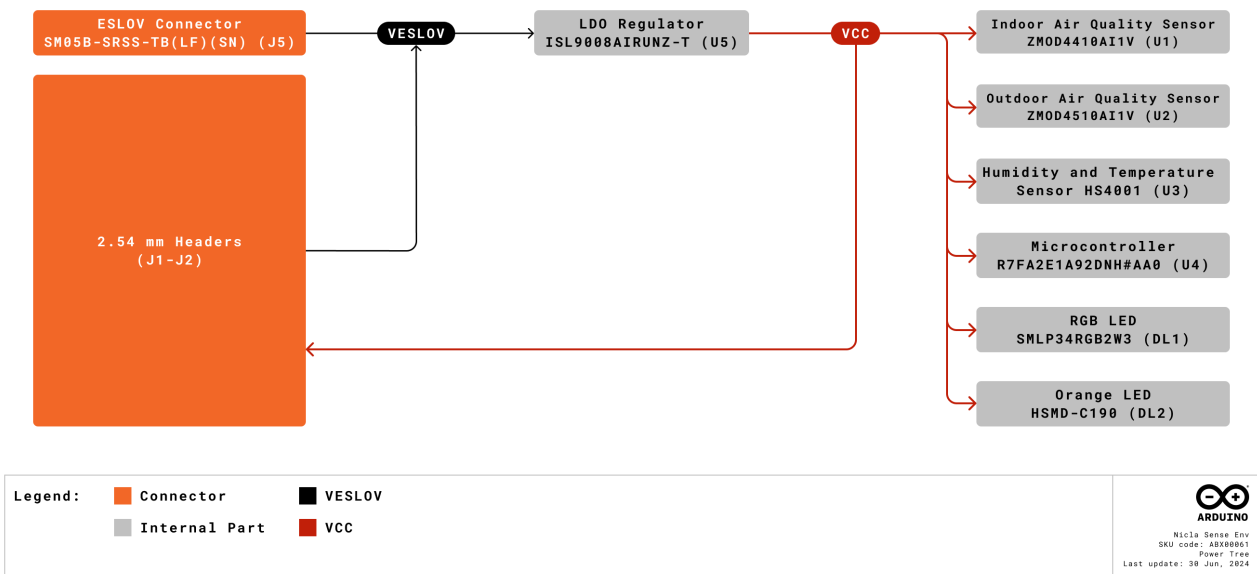 ESLOV Connector
SM05B-SRSS-TB(LF)(SN) (J5)
VESLOV
LDO Regulator
ISL9008AIRUNZ-T (U5)
VCC
Indoor Air Quality Sensor
ZMOD4410AI1V (U1)
Outdoor Air Quality Sensor
ZMOD4510AI1V (U2)
Humidity and Temperature
Sensor HS4001 (U3)
2.54 mm Headers
(J1-J2)
Microcontroller
R7FA2E1A92DNH#AA0 (U4)
RGB LED
SMLP34RGB2W3 (DL1)
Orange LED
HSMD-C190 (DL2)
Legend:
Connector
VESLOV
Internal Part
VCC
ARDUINO
Nicla Sense Env
SKU code: ABX00061
Power Tree
Last update: 30 Jun, 2024